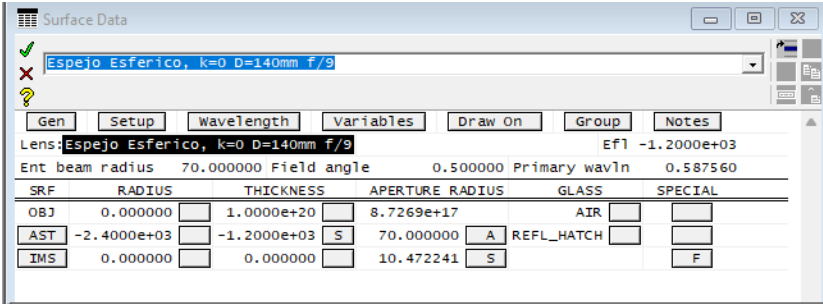 Surface Data
Espejo Esferico, k=0 D=140mm f/9
Gen Setup Wavelength Variables Draw On Group Notes
Lens:Espejo Esferico, k=0 D=140mm f/9 Efl -1.2000e+03
Ent beam radius 70.000000 Field angle 0.500000 Primary wavln 0.587560
SRF RADIUS THICKNESS APERTURE RADIUS GLASS SPECIAL
OBJ 0.000000 1.0000e+20 8.7269e+17 AIR
AST -2.4000e+03 -1.2000e+03 S 70.000000 A REFL_HATCH
IMS 0.000000 0.000000 10.472241 S F